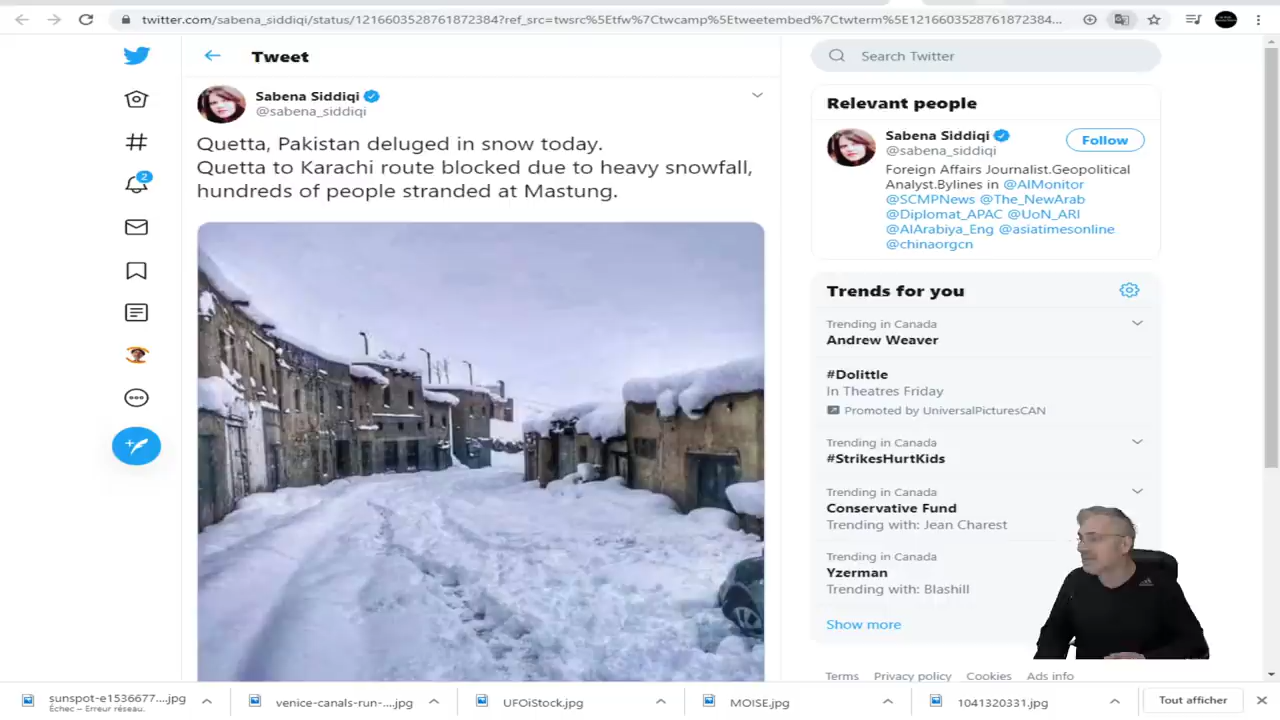 twitter.com/sabena_siddiqi/status/1216603528761872384?ref_src=twsrc%5Etfw%7Ctwcamp%5Etweetembed%7Ctwterm%5E1216603528761872384...
Tweet
Sabena Siddiqi
@sabena_siddiqi
Quetta, Pakistan deluged in snow today.
Quetta to Karachi route blocked due to heavy snowfall,
hundreds of people stranded at Mastung.
2
Search Twitter
Relevant people
Sabena Siddiqi
@sabena_siddiqi
Follow
Foreign Affairs Journalist.Geopolitical
Analyst.Bylines in @AlMonitor
@SCMPNews @The_NewArab
@Diplomat_APAC @UoN_ARI
@AlArabiya_Eng @asiatimesonline
@chinaorgcn
Trends for you
Trending in Canada
Andrew Weaver
#Dolittle
In Theatres Friday
Promoted by UniversalPicturesCAN
Trending in Canada
#StrikesHurtKids
Trending in Canada
Conservative Fund
Trending with: Jean Charest
Trending in Canada
Yzerman
Trending with: Blashill
Show more
Terms Privacy policy Cookies Ads info
sunspot-e1536677....jpg
Échec – Erreur réseau.
venice-canals-run-....jpg
UFOiStock.jpg
MOISE.jpg
1041320331.jpg
Tout afficher